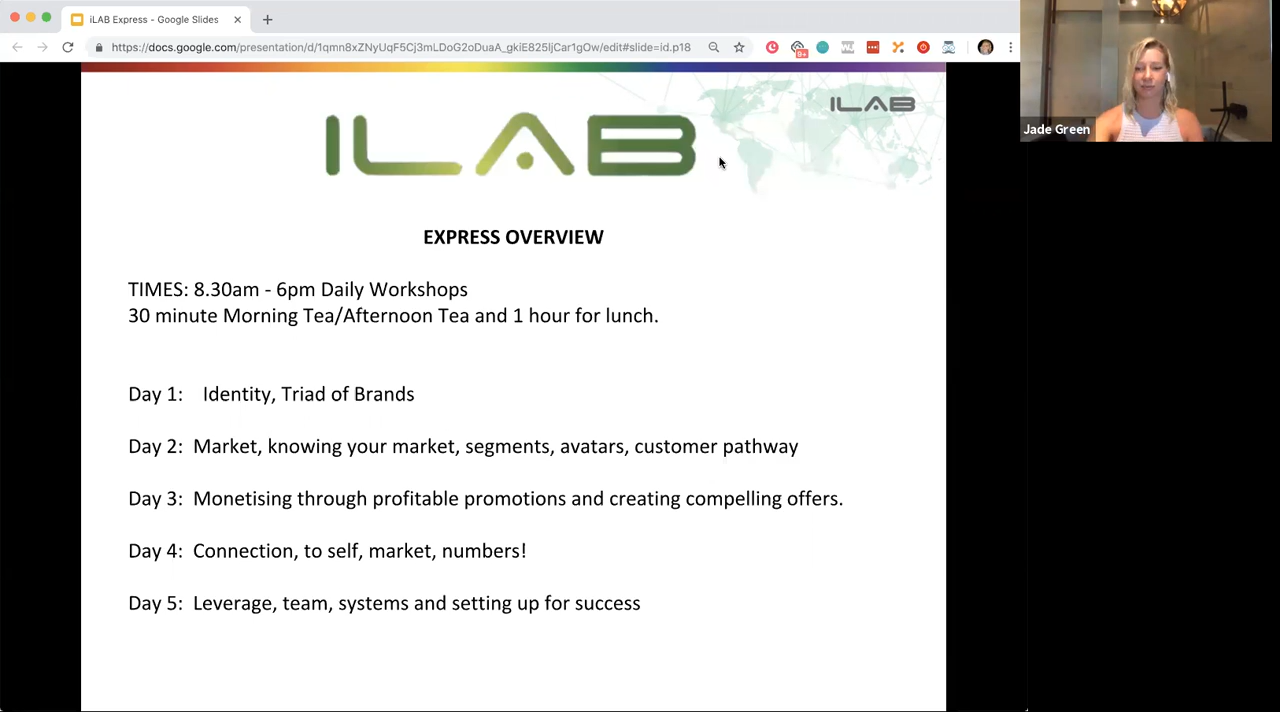 iLAB Express - Google Slides
https://docs.google.com/presentation/d/1qmn8xZNyUqF5Cj3mLDoG2oDuaA_gkiE825ljCar1gOw/edit#slide=id.p18
9+
Jade Green
ILAB
ILAB
EXPRESS OVERVIEW
TIMES: 8.30am - 6pm Daily Workshops
30 minute Morning Tea/Afternoon Tea and 1 hour for lunch.
Day 1: Identity, Triad of Brands
Day 2: Market, knowing your market, segments, avatars, customer pathway
Day 3: Monetising through profitable promotions and creating compelling offers.
Day 4: Connection, to self, market, numbers!
Day 5: Leverage, team, systems and setting up for success